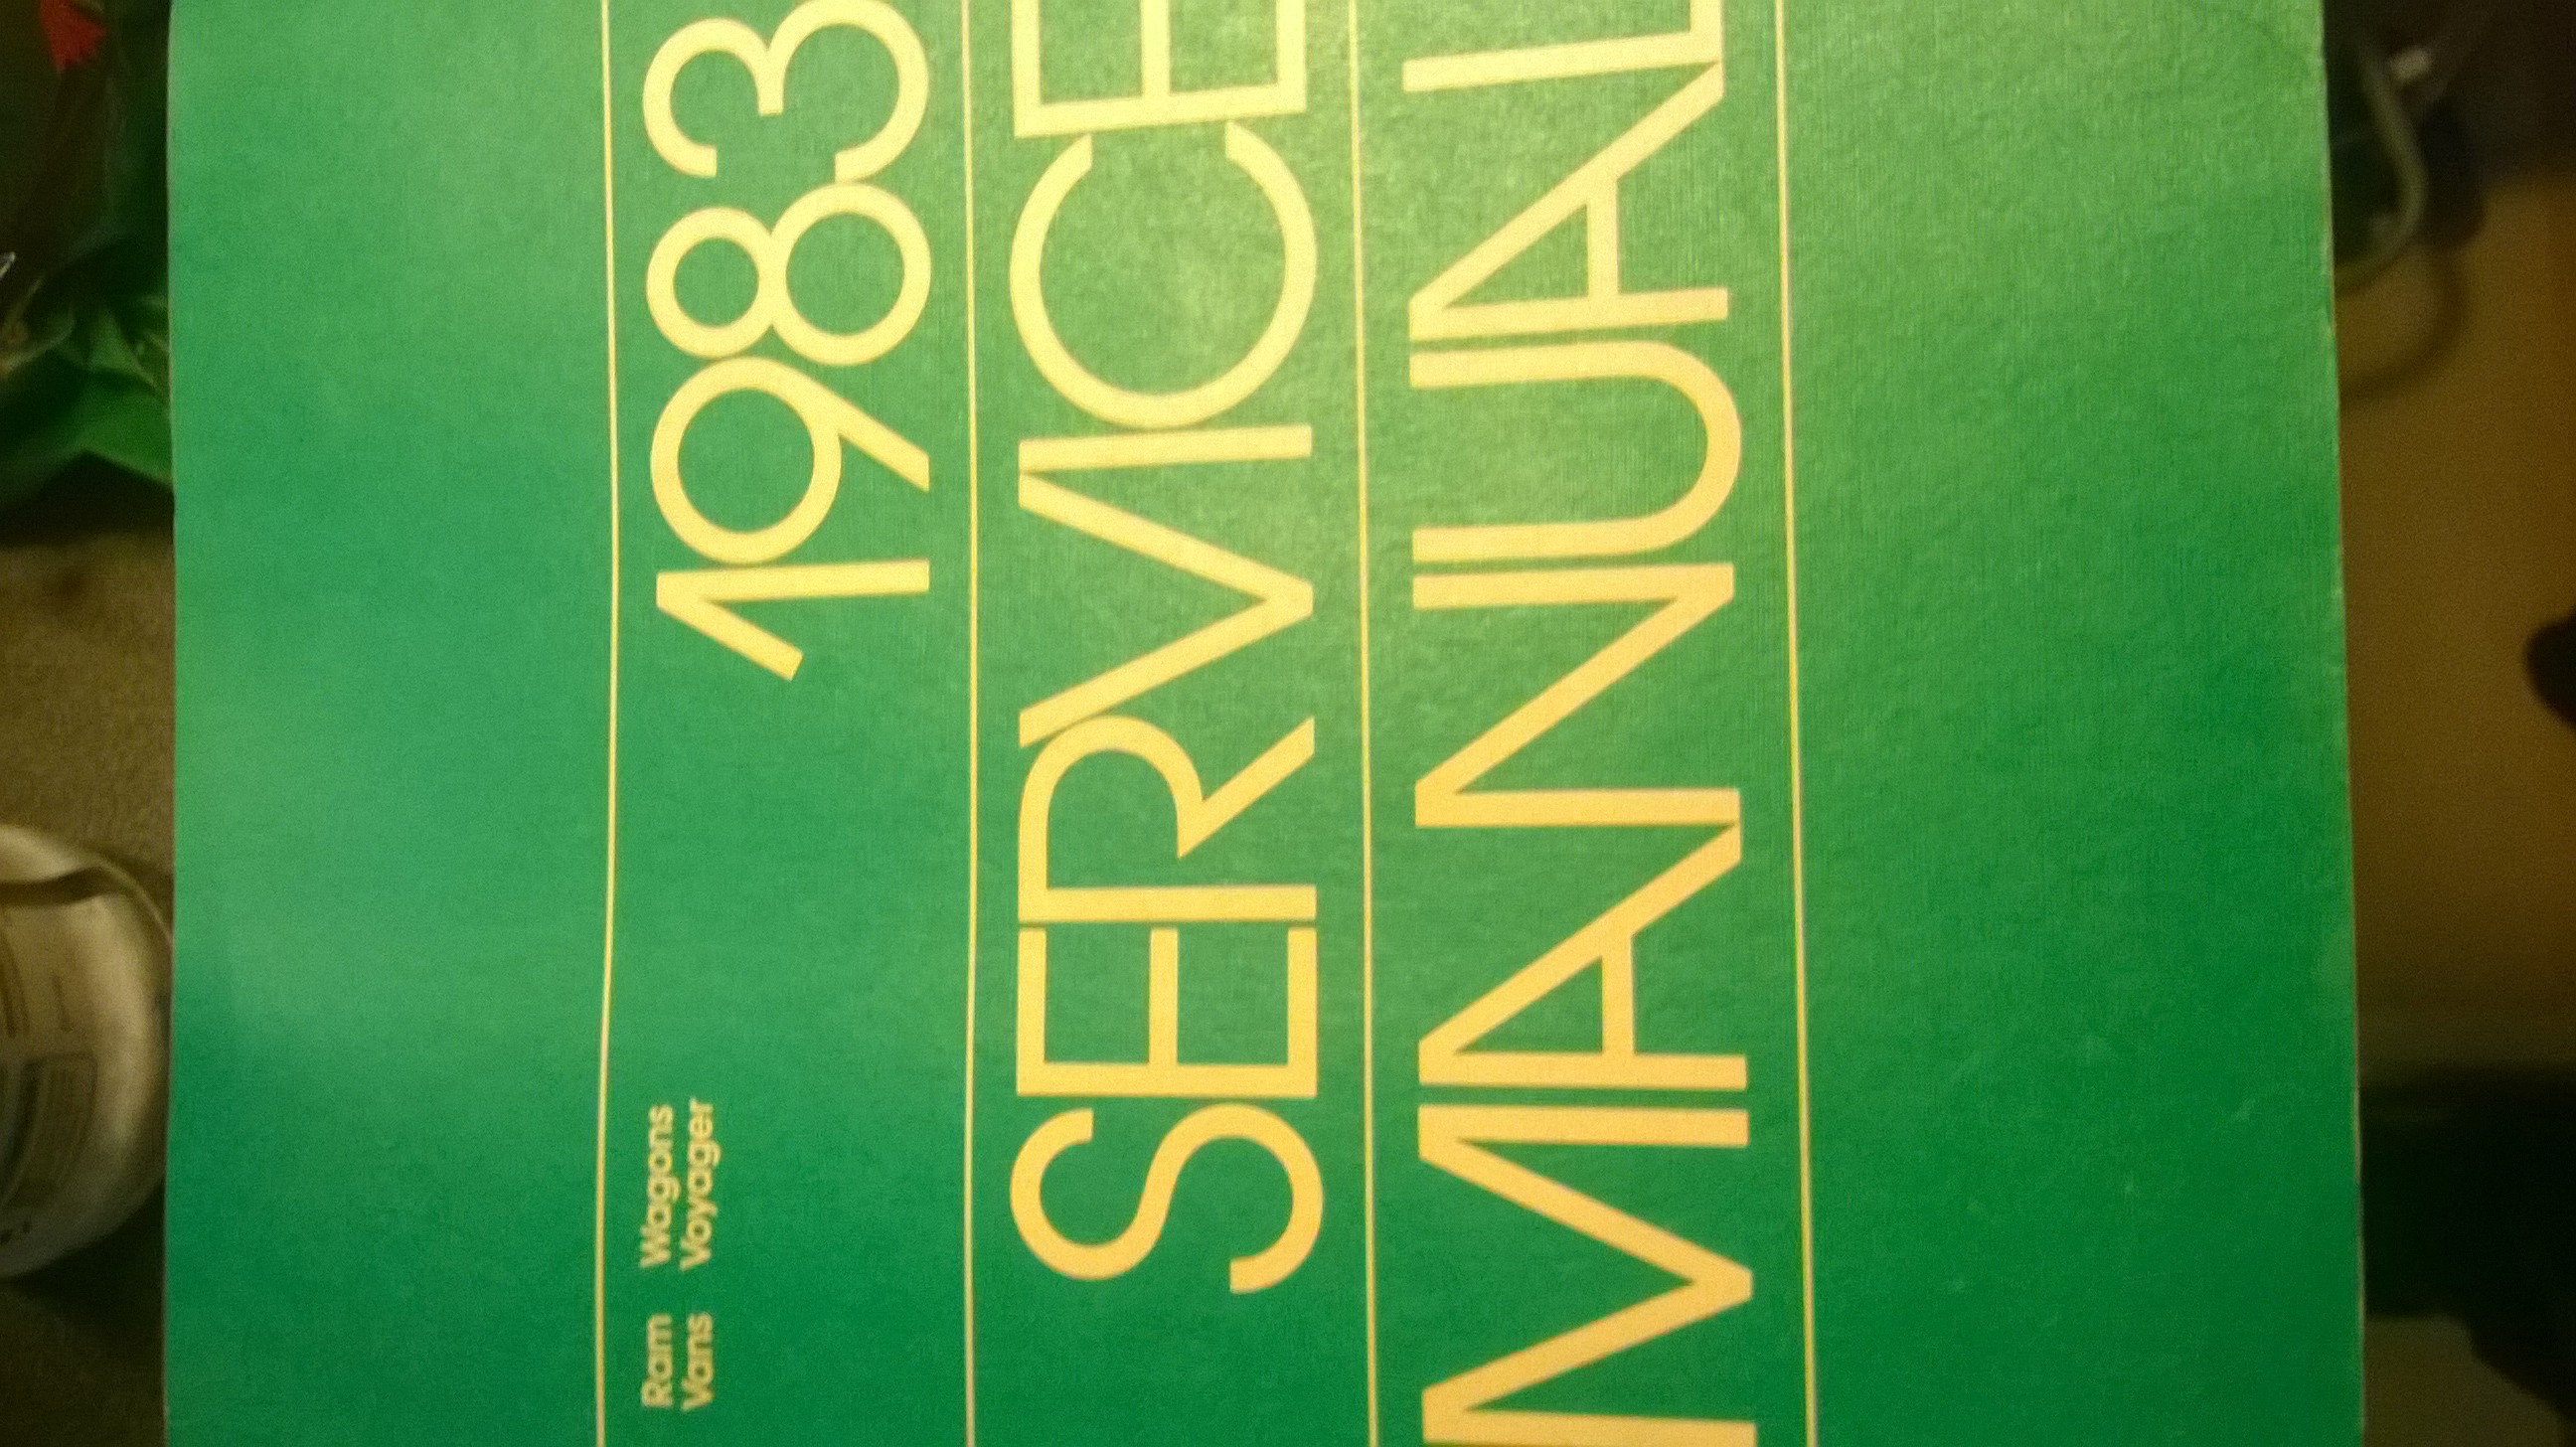 Ram Wagons
Vans Voyager
1983
SERVICE
MANUAL